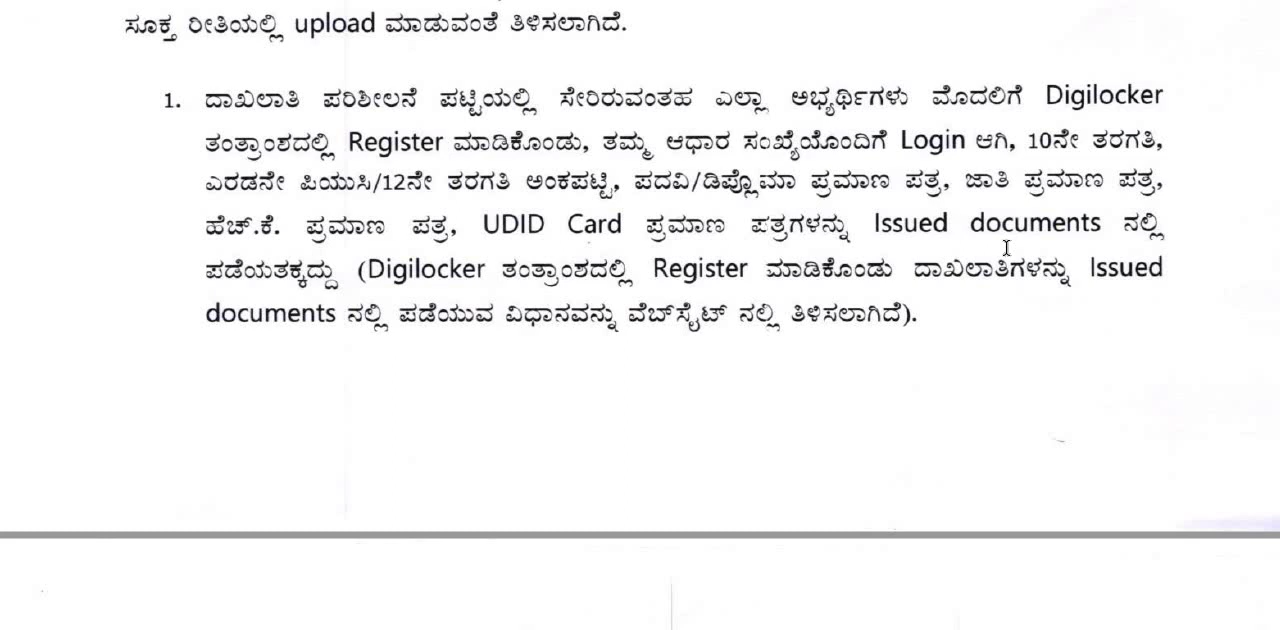 ಸೂಕ್ತ ರೀತಿಯಲ್ಲಿ upload ಮಾಡುವಂತೆ ತಿಳಿಸಲಾಗಿದೆ.
1. ದಾಖಲಾತಿ ಪರಿಶೀಲನೆ ಪಟ್ಟಿಯಲ್ಲಿ ಸೇರಿರುವಂತಹ ಎಲ್ಲಾ ಅಭ್ಯರ್ಥಿಗಳು ಮೊದಲಿಗೆ Digilocker
ತಂತ್ರಾಂಶದಲ್ಲಿ Register ಮಾಡಿಕೊಂಡು, ತಮ್ಮ ಆಧಾರ ಸಂಖ್ಯೆಯೊಂದಿಗೆ Login ಆಗಿ, 10ನೇ ತರಗತಿ,
ಎರಡನೇ ಪಿಯುಸಿ/12ನೇ ತರಗತಿ ಅಂಕಪಟ್ಟಿ, ಪದವಿ/ಡಿಪ್ಲೊಮಾ ಪ್ರಮಾಣ ಪತ್ರ, ಜಾತಿ ಪ್ರಮಾಣ ಪತ್ರ,
ಹೆಚ್.ಕೆ. ಪ್ರಮಾಣ ಪತ್ರ, UDID Card ಪ್ರಮಾಣ ಪತ್ರಗಳನ್ನು Issued documents ನಲ್ಲಿ
ಪಡೆಯತಕ್ಕದ್ದು (Digilocker ತಂತ್ರಾಂಶದಲ್ಲಿ Register ಮಾಡಿಕೊಂಡು ದಾಖಲಾತಿಗಳನ್ನು Issued
documents ನಲ್ಲಿ ಪಡೆಯುವ ವಿಧಾನವನ್ನು ವೆಬ್‌ಸೈಟ್ ನಲ್ಲಿ ತಿಳಿಸಲಾಗಿದೆ).